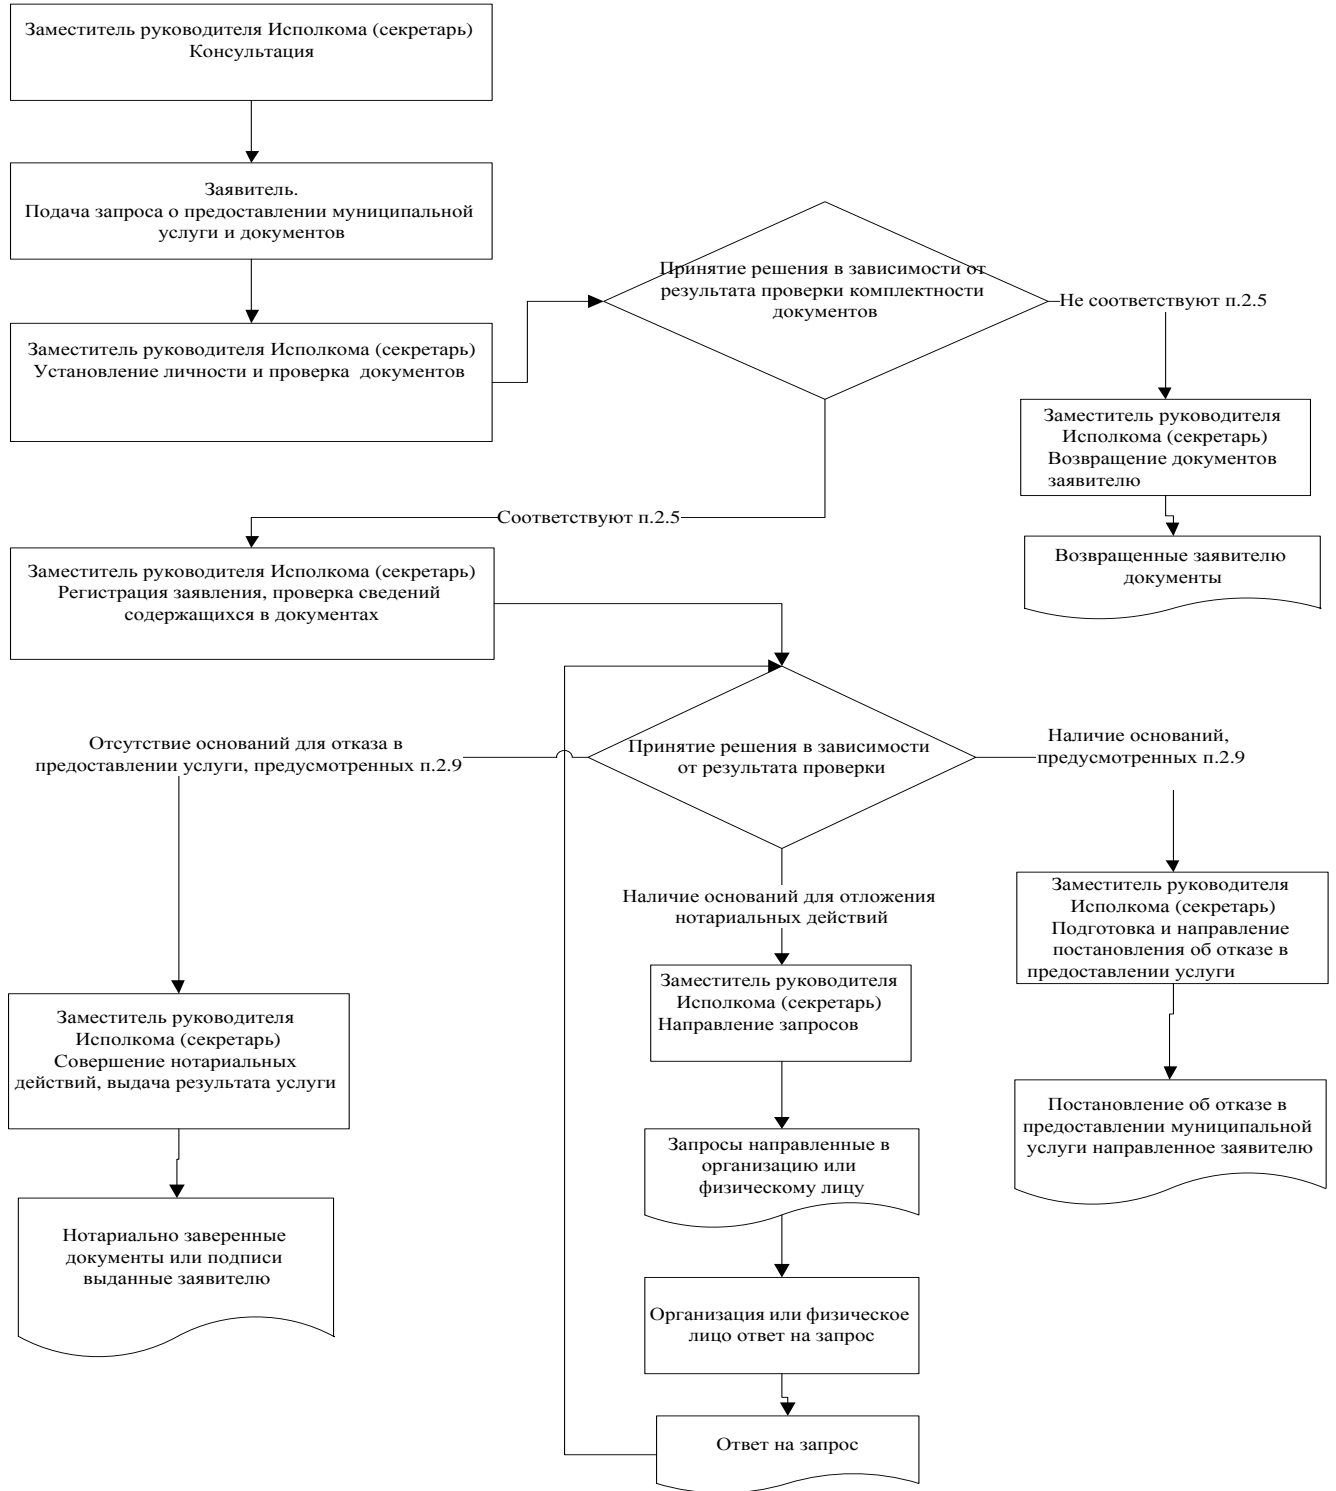 Заместитель руководителя Исполкома (секретарь)
Консультация
Заявитель.
Подача запроса о предоставлении муниципальной
услуги и документов
Заместитель руководителя Исполкома (секретарь)
Установление личности и проверка документов
Принятие решения в зависимости от
результата проверки комплектности
документов
Не соответствуют п.2.5
Заместитель руководителя
Исполкома (секретарь)
Возвращение документов
заявителю
Возвращенные заявителю
документы
Соответствуют п.2.5
Заместитель руководителя Исполкома (секретарь)
Регистрация заявления, проверка сведений
содержащихся в документах
Принятие решения в зависимости
от результата проверки
Отсутствие оснований для отказа в
предоставлении услуги, предусмотренных п.2.9
Наличие оснований,
предусмотренных п.2.9
Наличие оснований для отложения
нотариальных действий
Заместитель руководителя
Исполкома (секретарь)
Подготовка и направление
постановления об отказе в
предоставлении услуги
Заместитель руководителя
Исполкома (секретарь)
Направление запросов
Заместитель руководителя
Исполкома (секретарь)
Совершение нотариальных
действий, выдача результата услуги
Постановление об отказе в
предоставлении муниципальной
услуги направленное заявителю
Запросы направленные в
организацию или
физическому лицу
Нотариально заверенные
документы или подписи
выданные заявителю
Организация или физическое
лицо ответ на запрос
Ответ на запрос